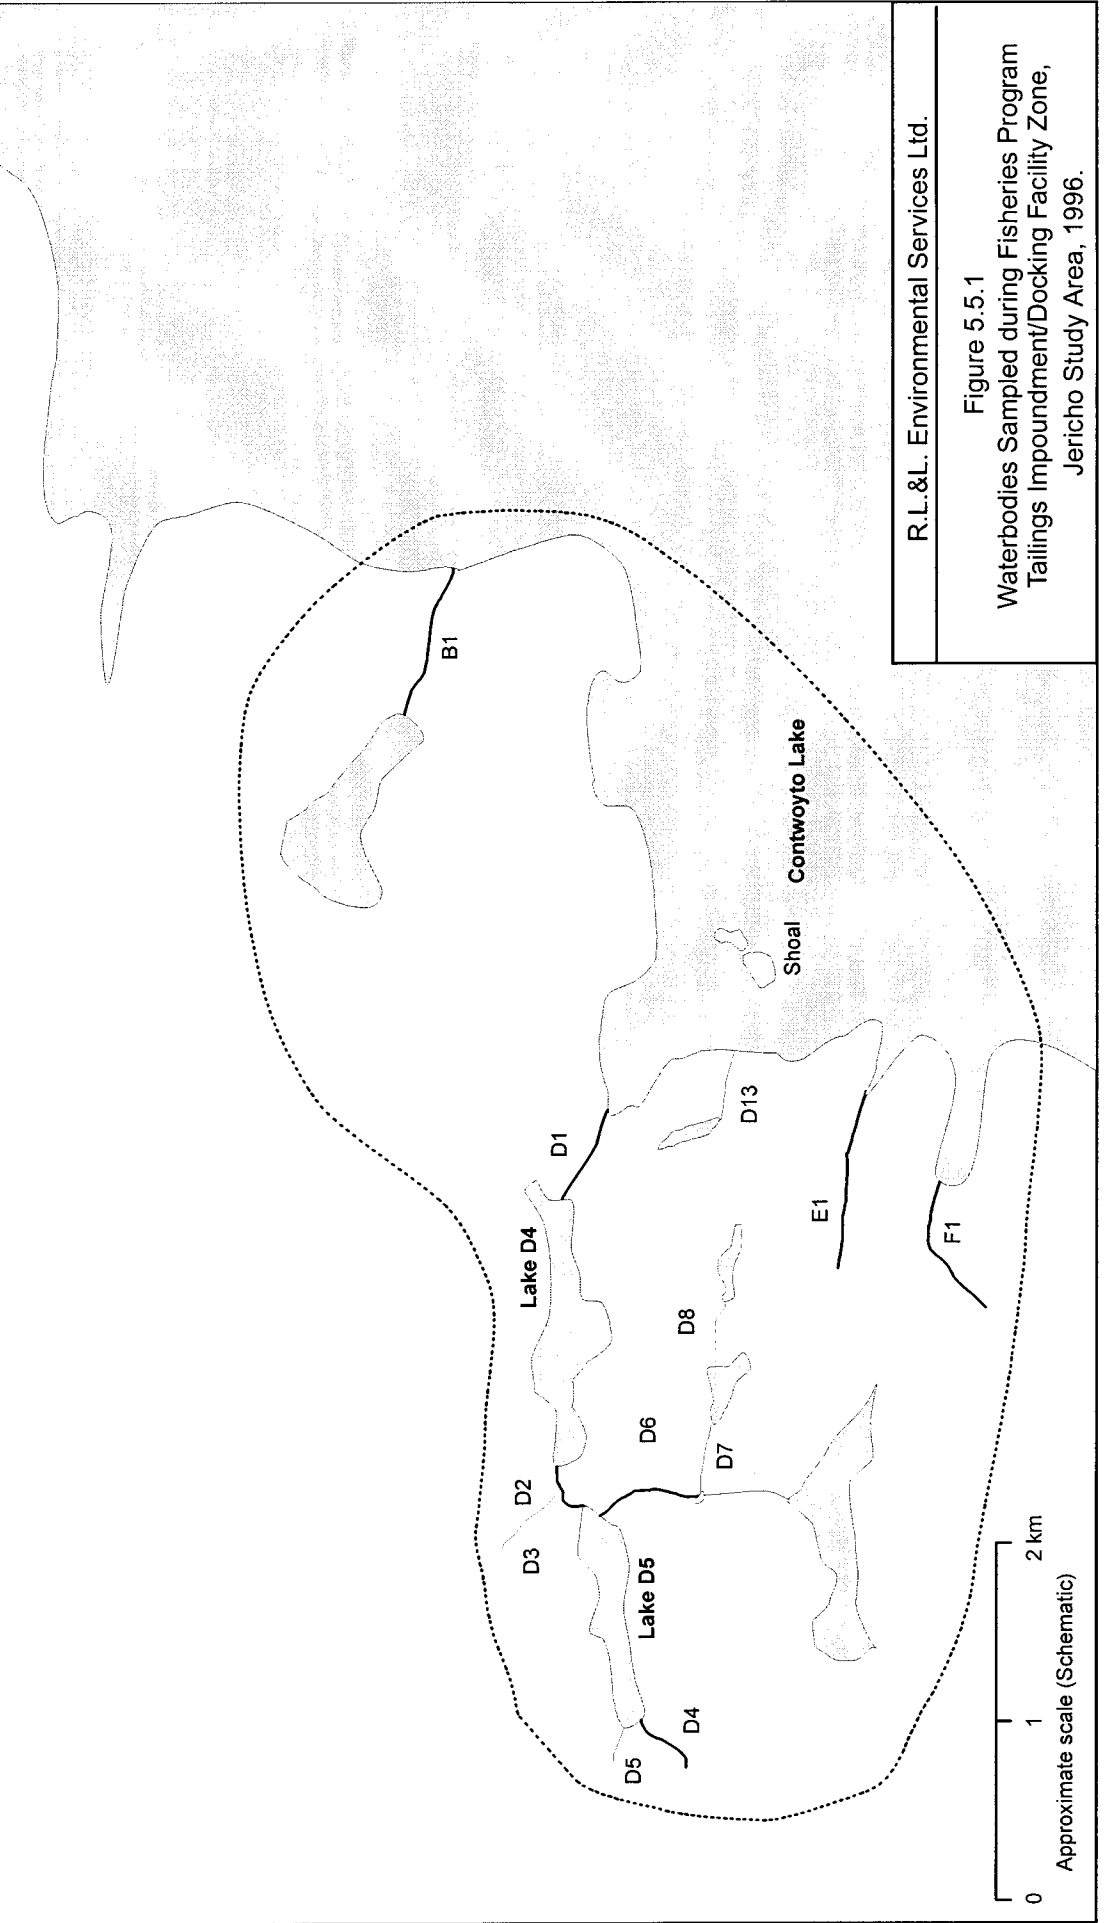 B1
D1
Lake D4
D2
D3
D6
D8
D7
D13
Lake D5
D5
D4
E1
F1
Shoal
Contwoyto Lake
0 1 2 km
Approximate scale (Schematic)
R.L.&L. Environmental Services Ltd.
Figure 5.5.1
Waterbodies Sampled during Fisheries Program
Tailings Impoundment/Docking Facility Zone,
Jericho Study Area, 1996.